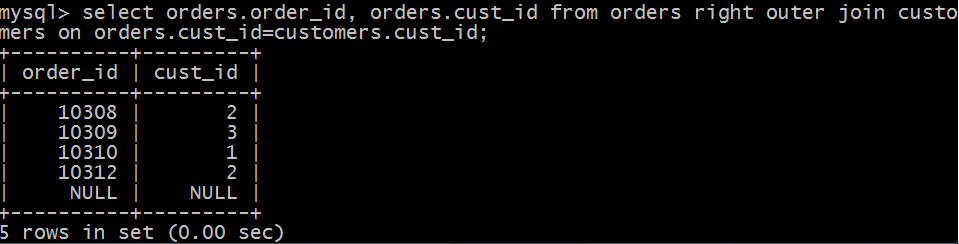 mysql> select orders.order_id, orders.cust_id from orders right outer join custo
mers on orders.cust_id=customers.cust_id;
+----------+---------+
| order_id | cust_id |
+----------+---------+
|    10308 |       2 |
|    10309 |       3 |
|    10310 |       1 |
|    10312 |       2 |
|     NULL |    NULL |
+----------+---------+
5 rows in set (0.00 sec)